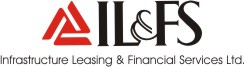 IL&FS
Infrastructure Leasing & Financial Services Ltd.